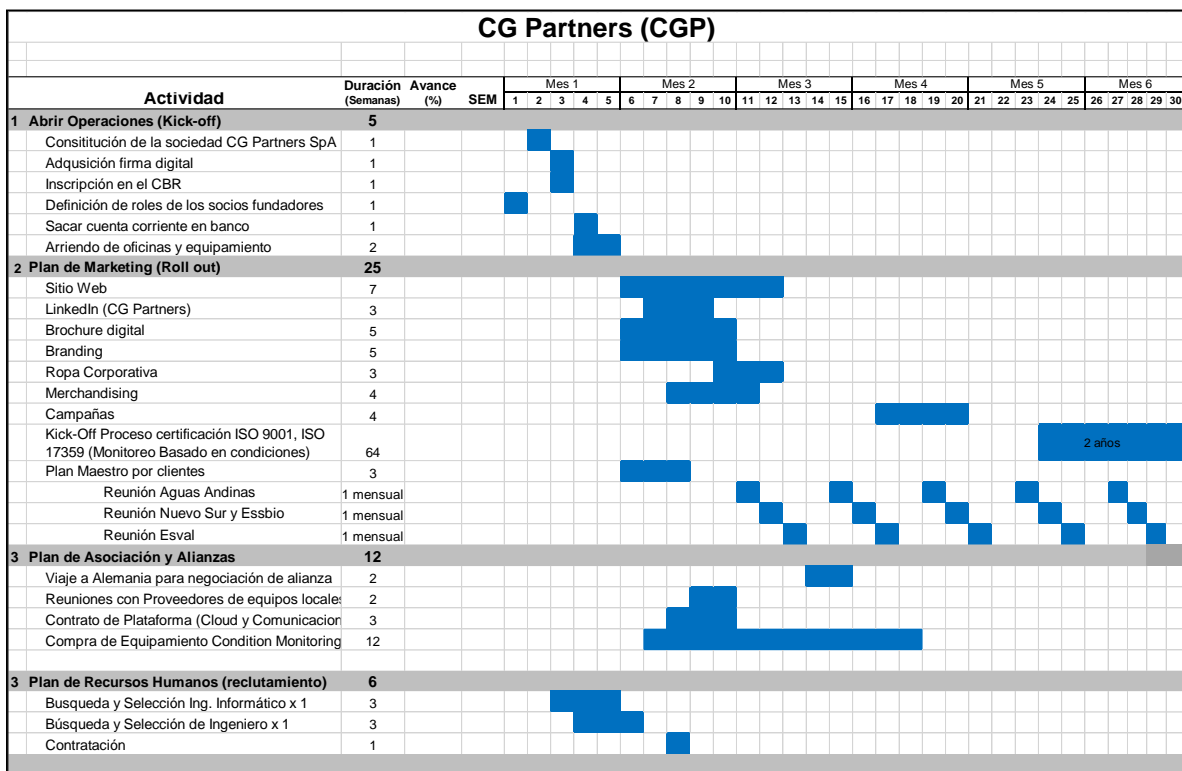 CG Partners (CGP)
Mes 1 Mes 2 Mes 3 Mes 4 Mes 5 Mes 6
Actividad Duración (Semanas) Avance (%) SEM 1 2 3 4 5 6 7 8 9 10 11 12 13 14 15 16 17 18 19 20 21 22 23 24 25 26 27 28 29 30
1 Abrir Operaciones (Kick-off) 5
Consititución de la sociedad CG Partners SpA 1
Adqusición firma digital 1
Inscripción en el CBR 1
Definición de roles de los socios fundadores 1
Sacar cuenta corriente en banco 1
Arriendo de oficinas y equipamiento 2
2 Plan de Marketing (Roll out) 25
Sitio Web 7
LinkedIn (CG Partners) 3
Brochure digital 5
Branding 5
Ropa Corporativa 3
Merchandising 4
Campañas 4
Kick-Off Proceso certificación ISO 9001, ISO
17359 (Monitoreo Basado en condiciones) 64 2 años
Plan Maestro por clientes 3
Reunión Aguas Andinas 1 mensual
Reunión Nuevo Sur y Essbio 1 mensual
Reunión Esval 1 mensual
3 Plan de Asociación y Alianzas 12
Viaje a Alemania para negociación de alianza 2
Reuniones con Proveedores de equipos locales 2
Contrato de Plataforma (Cloud y Comunicacion 3
Compra de Equipamiento Condition Monitoring 12
3 Plan de Recursos Humanos (reclutamiento) 6
Busqueda y Selección Ing. Informático x 1 3
Búsqueda y Selección de Ingeniero x 1 3
Contratación 1